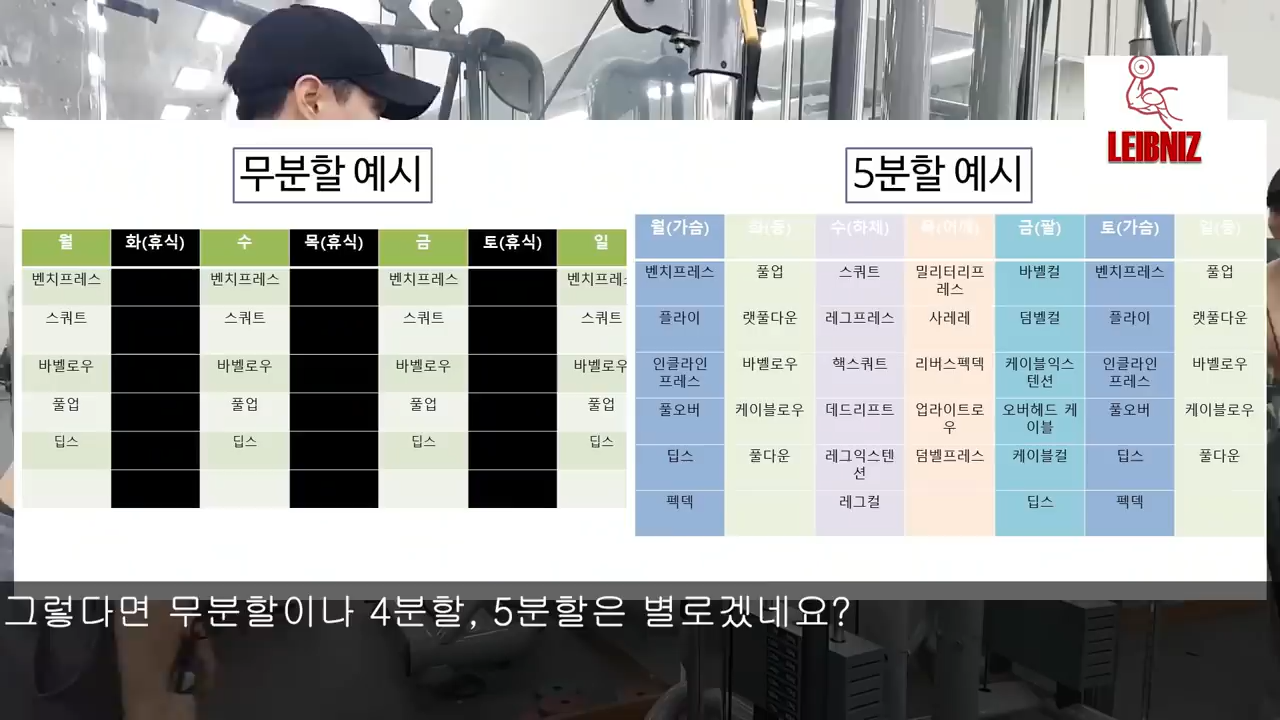 LEIBNIZ
무분할 예시
월 화(휴식) 수 목(휴식) 금 토(휴식) 일
벤치프레스 벤치프레스 벤치프레스 벤치프레스
스쿼트 스쿼트 스쿼트 스쿼트
바벨로우 바벨로우 바벨로우 바벨로우
풀업 풀업 풀업 풀업
딥스 딥스 딥스 딥스
5분할 예시
월(가슴) 화(등) 수(하체) 목(어깨) 금(팔) 토(가슴) 일(등)
벤치프레스 풀업 스쿼트 밀리터리프 바벨컬 벤치프레스 풀업
레스
플라이 랫풀다운 레그프레스 사레레 덤벨컬 플라이 랫풀다운
인클라인 바벨로우 핵스쿼트 리버스펙덱 케이블익스 인클라인 바벨로우
프레스 텐션 프레스
풀오버 케이블로우 데드리프트 업라이트로 오버헤드 케 풀오버 케이블로우
우 이블
딥스 풀다운 레그익스텐 덤벨프레스 케이블컬 딥스 풀다운
션
펙덱 레그컬 딥스 펙덱
그렇다면 무분할이나 4분할, 5분할은 별로겠네요?